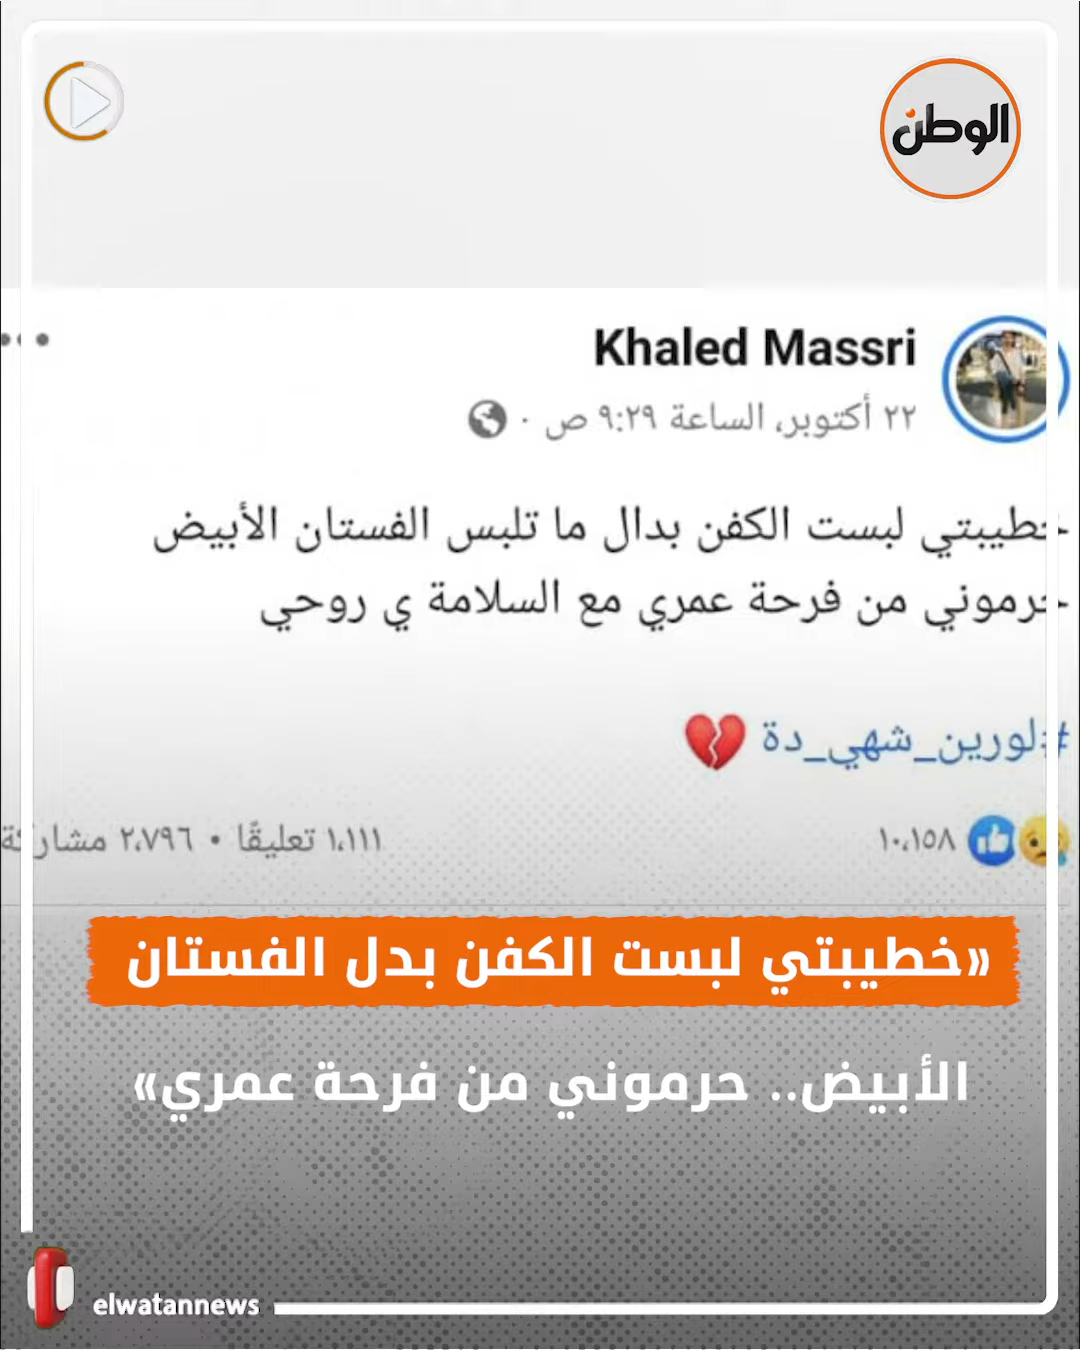 الوطن
Khaled Massri
٢٢ أكتوبر، الساعة ٩:٢٩ ص ·
خطيبتي لبست الكفن بدال ما تلبس الفستان الأبيض
حرموني من فرحة عمري مع السلامة ي روحي
#لورين_شهي_دة 💔
١٠،١٥٨
١،١١١ تعليقًا • ٢،٧٩٦ مشاركة
«خطيبتي لبست الكفن بدل الفستان
الأبيض.. حرموني من فرحة عمري»
elwatannews